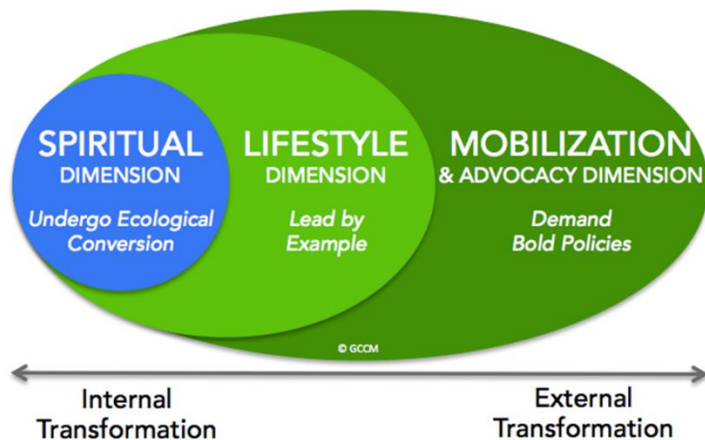 SPIRITUAL
DIMENSION
Undergo Ecological
Conversion
LIFESTYLE
DIMENSION
Lead by
Example
MOBILIZATION
& ADVOCACY DIMENSION
Demand
Bold Policies
© GCCM
Internal
Transformation
External
Transformation